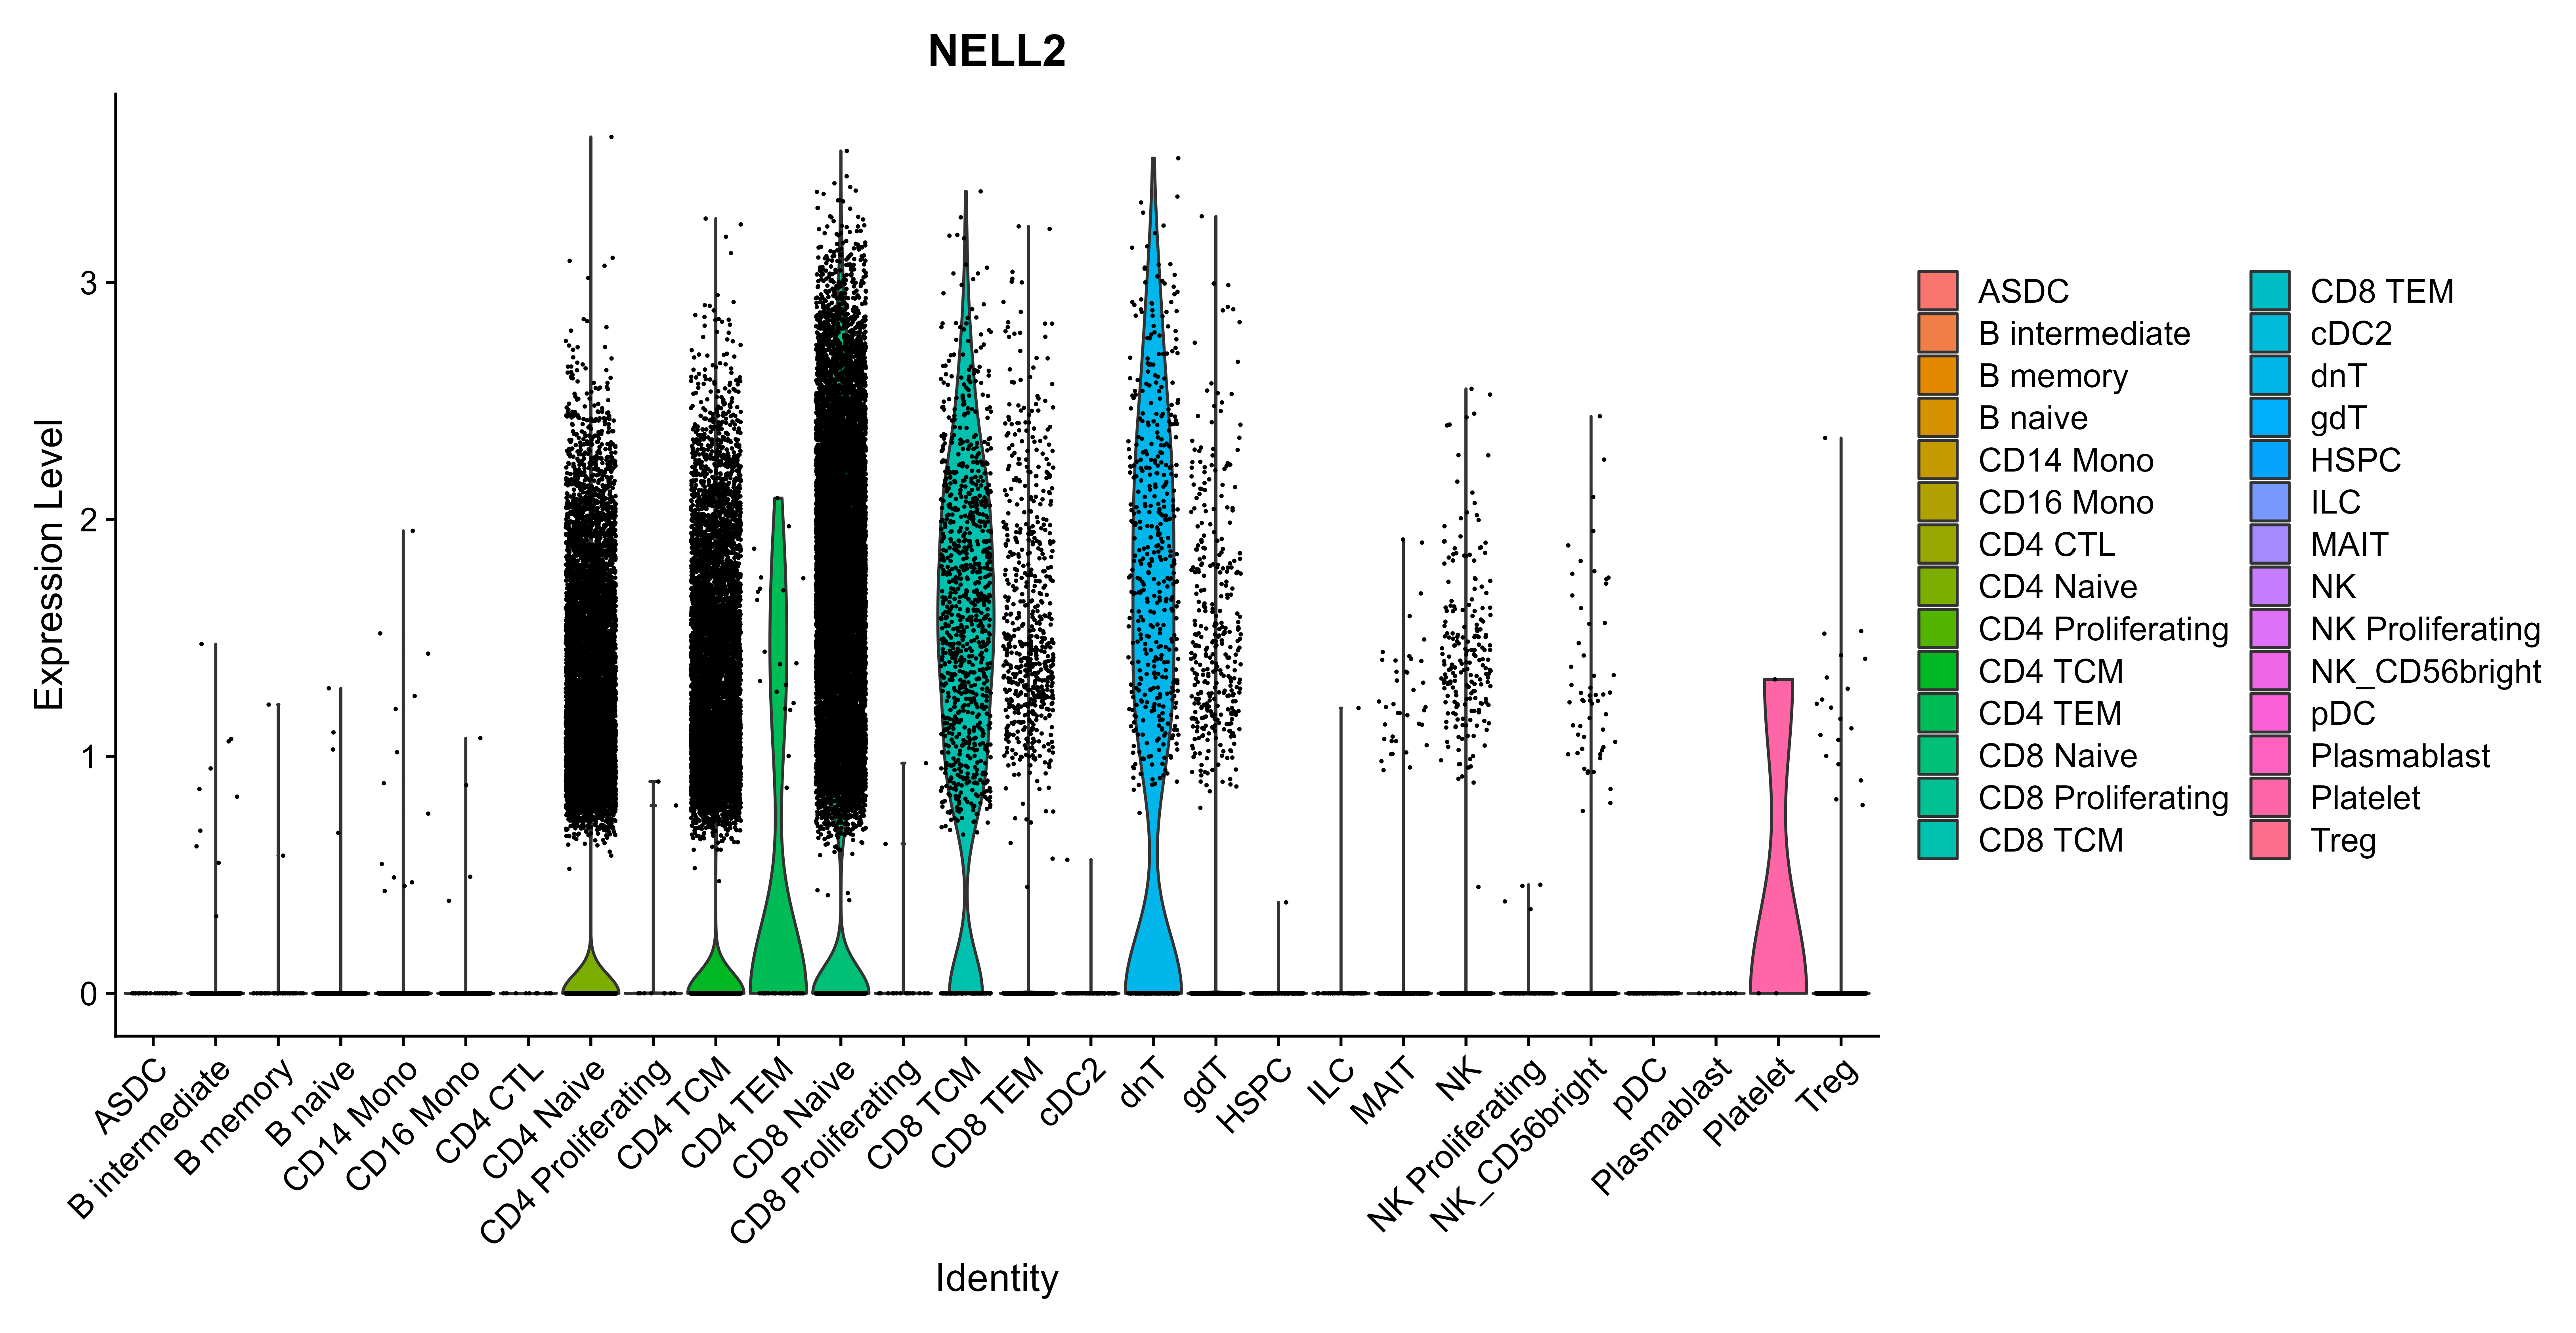 NELL2
Expression Level
3
2
1
0
ASDC
B intermediate
B memory
B naive
CD14 Mono
CD16 Mono
CD4 CTL
CD4 Naive
CD4 Proliferating
CD4 TCM
CD4 TEM
CD8 Naive
CD8 Proliferating
CD8 TCM
CD8 TEM
cDC2
dnT
gdT
HSPC
ILC
MAIT
NK
NK Proliferating
NK_CD56bright
pDC
Plasmablast
Platelet
Treg
Identity
ASDC
B intermediate
B memory
B naive
CD14 Mono
CD16 Mono
CD4 CTL
CD4 Naive
CD4 Proliferating
CD4 TCM
CD4 TEM
CD8 Naive
CD8 Proliferating
CD8 TCM
CD8 TEM
cDC2
dnT
gdT
HSPC
ILC
MAIT
NK
NK Proliferating
NK_CD56bright
pDC
Plasmablast
Platelet
Treg